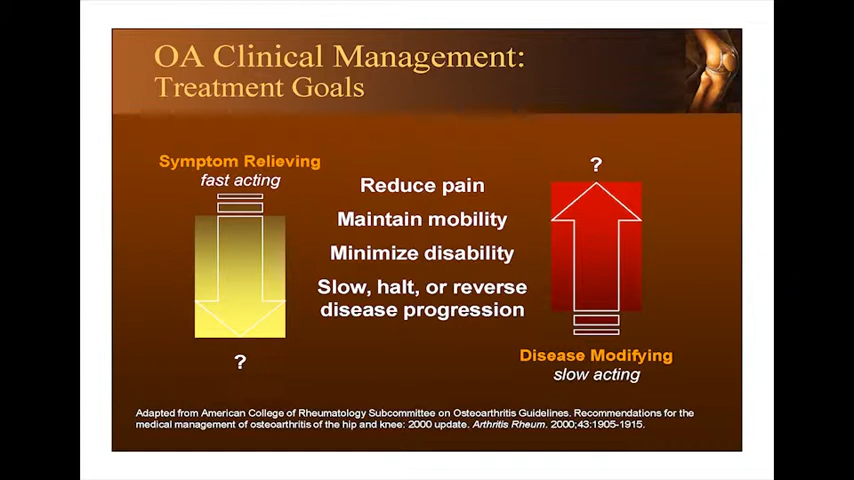 OA Clinical Management:
Treatment Goals
Symptom Relieving
fast acting
?
Reduce pain
Maintain mobility
Minimize disability
Slow, halt, or reverse
disease progression
?
Disease Modifying
slow acting
Adapted from American College of Rheumatology Subcommittee on Osteoarthritis Guidelines. Recommendations for the
medical management of osteoarthritis of the hip and knee: 2000 update. Arthritis Rheum. 2000;43:1905-1915.